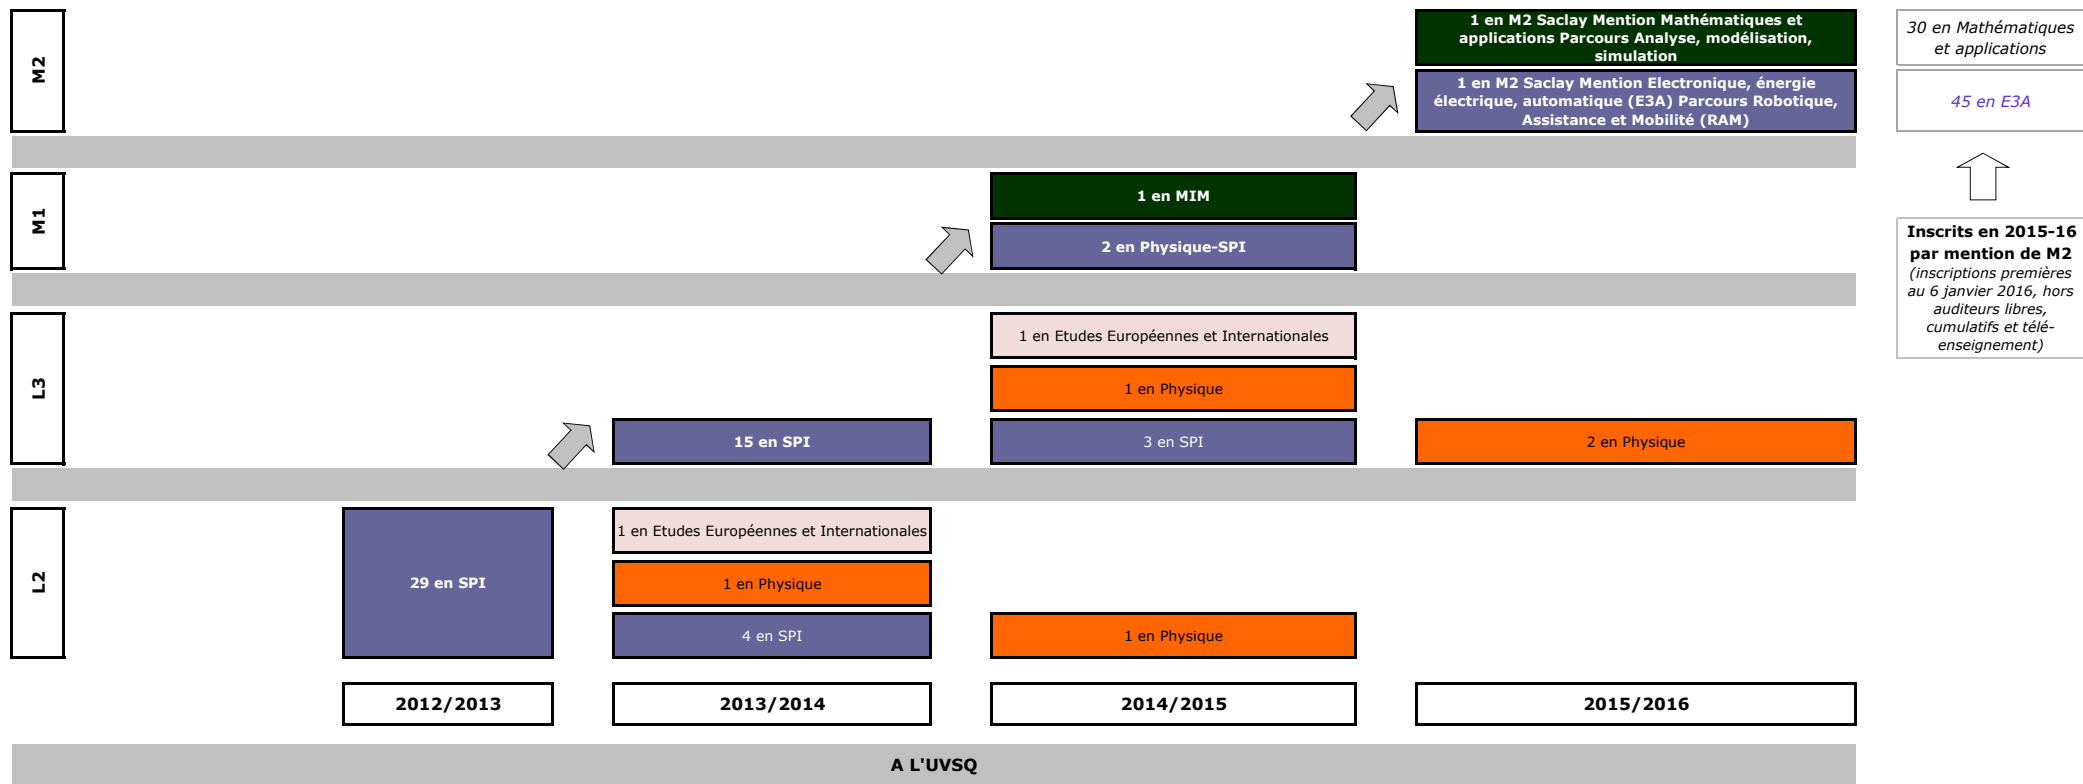 M2
1 en M2 Saclay Mention Mathématiques et
applications Parcours Analyse, modélisation,
simulation
30 en Mathématiques
et applications
1 en M2 Saclay Mention Electronique, énergie
électrique, automatique (E3A) Parcours Robotique,
Assistance et Mobilité (RAM)
45 en E3A
M1
1 en MIM
2 en Physique-SPI
Inscrits en 2015-16
par mention de M2
(inscriptions premières
au 6 janvier 2016, hors
auditeurs libres,
cumulatifs et télé-
enseignement)
L3
1 en Etudes Européennes et Internationales
1 en Physique
15 en SPI
3 en SPI
2 en Physique
L2
29 en SPI
1 en Etudes Européennes et Internationales
1 en Physique
4 en SPI
1 en Physique
2012/2013
2013/2014
2014/2015
2015/2016
A L'UVSQ